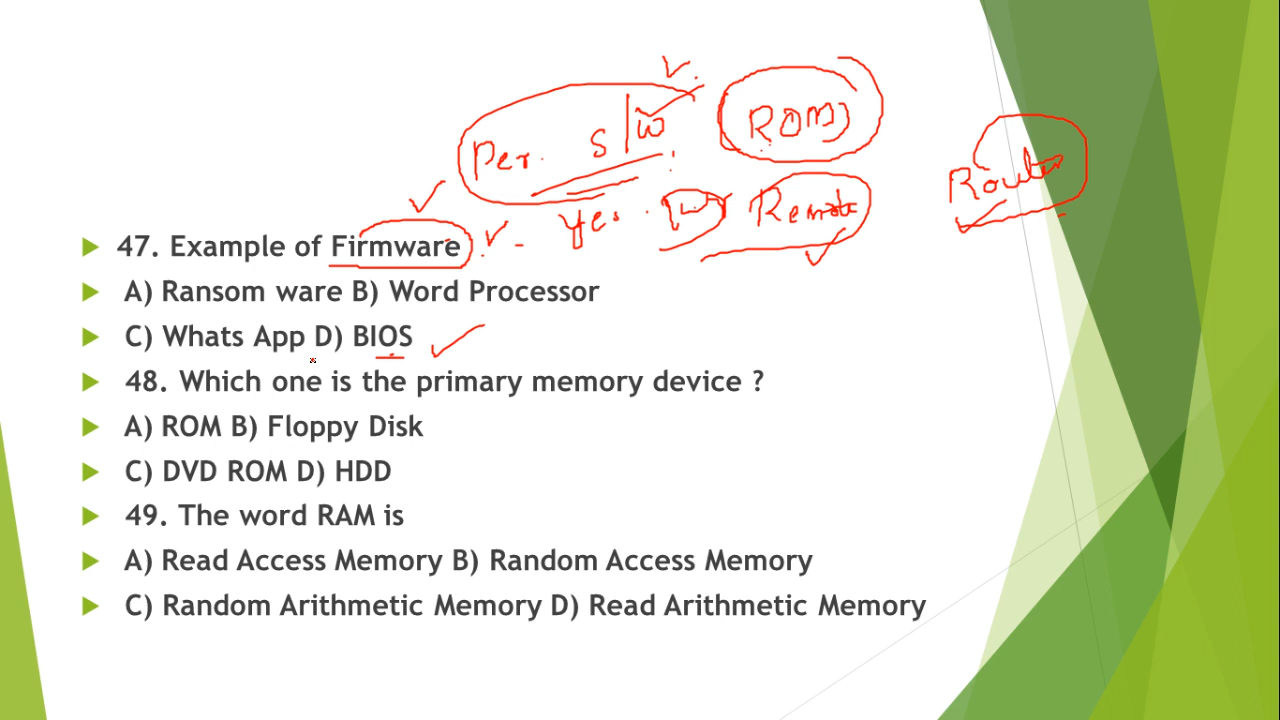 Per. S/W ROM
Router
Yes. Remote
47. Example of Firmware
A) Ransom ware B) Word Processor
C) Whats App D) BIOS
48. Which one is the primary memory device ?
A) ROM B) Floppy Disk
C) DVD ROM D) HDD
49. The word RAM is
A) Read Access Memory B) Random Access Memory
C) Random Arithmetic Memory D) Read Arithmetic Memory